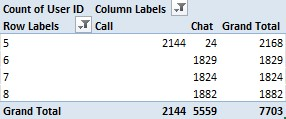 Count of User ID Column Labels
Row Labels Call Chat Grand Total
5 2144 24 2168
6 1829 1829
7 1824 1824
8 1882 1882
Grand Total 2144 5559 7703